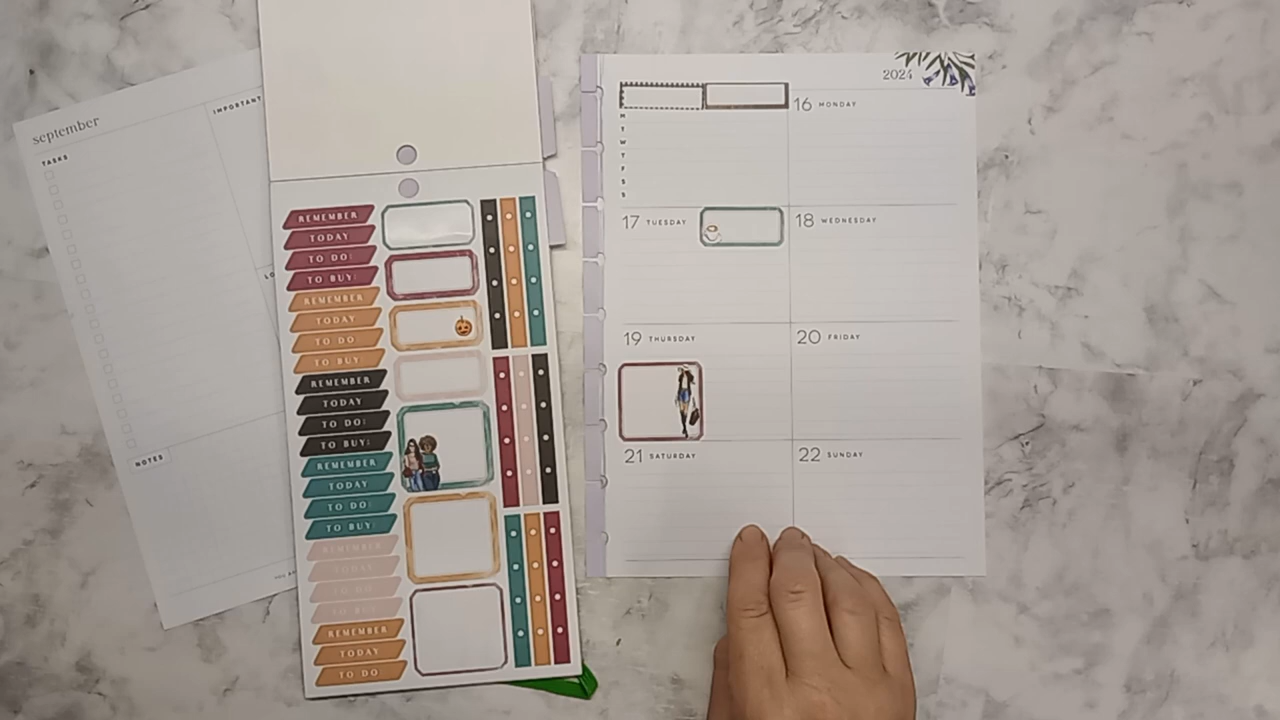 september
IMPORTANT
TASKS
NOTES
REMEMBER
TODAY
TO DO:
TO BUY:
REMEMBER
TODAY
TO DO
TO BUY
REMEMBER
TODAY
TO DO:
TO BUY:
REMEMBER
TODAY
TO DO
TO BUY
REMEMBER
TODAY
TO DO
TO BUY
REMEMBER
TODAY
TO DO
2024
M
T
W
T
F
S
S
16 MONDAY
17 TUESDAY
18 WEDNESDAY
19 THURSDAY
20 FRIDAY
21 SATURDAY
22 SUNDAY